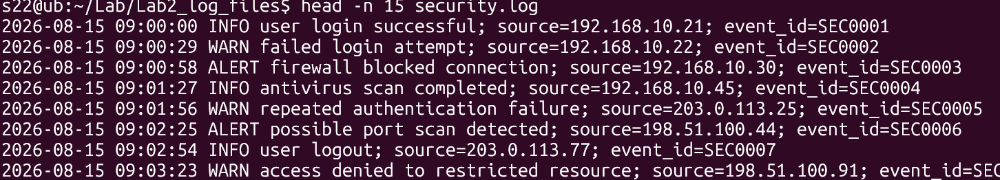 s22@ub:~/Lab/Lab2_log_files$ head -n 15 security.log
2026-08-15 09:00:00 INFO user login successful; source=192.168.10.21; event_id=SEC0001
2026-08-15 09:00:29 WARN failed login attempt; source=192.168.10.22; event_id=SEC0002
2026-08-15 09:00:58 ALERT firewall blocked connection; source=192.168.10.30; event_id=SEC0003
2026-08-15 09:01:27 INFO antivirus scan completed; source=192.168.10.45; event_id=SEC0004
2026-08-15 09:01:56 WARN repeated authentication failure; source=203.0.113.25; event_id=SEC0005
2026-08-15 09:02:25 ALERT possible port scan detected; source=198.51.100.44; event_id=SEC0006
2026-08-15 09:02:54 INFO user logout; source=203.0.113.77; event_id=SEC0007
2026-08-15 09:03:23 WARN access denied to restricted resource; source=198.51.100.91; event_id=SEC